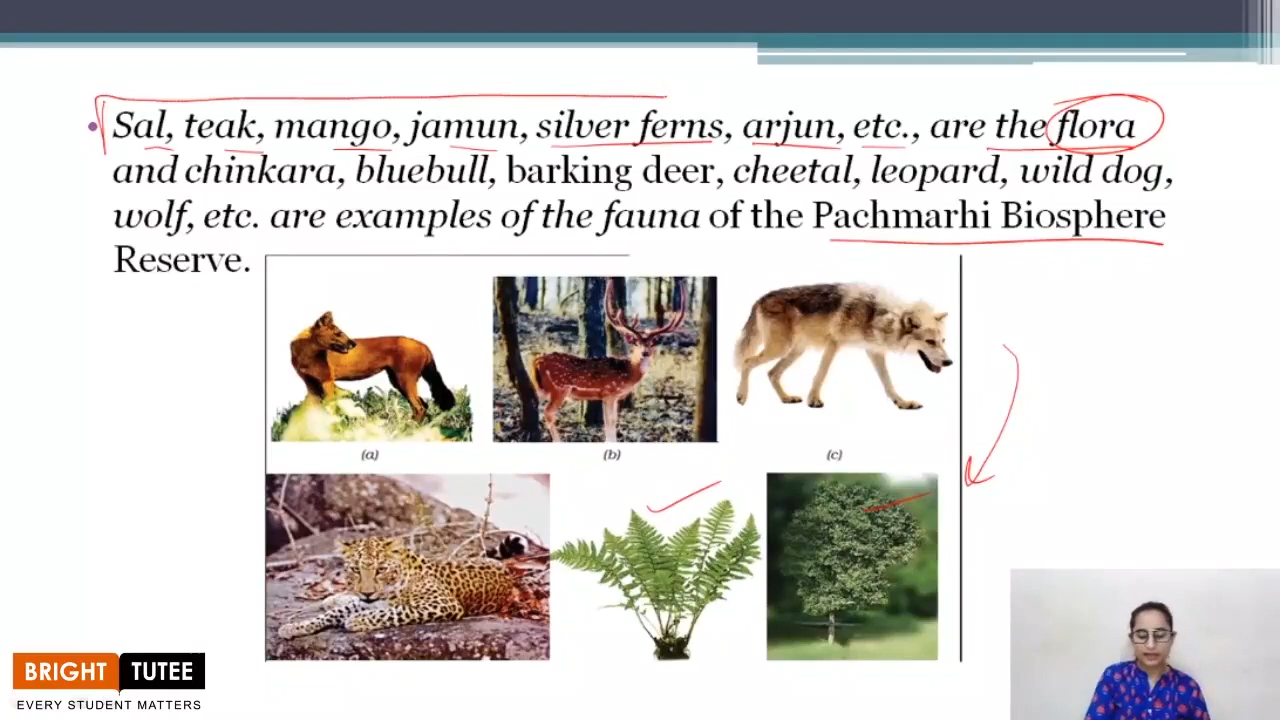 Sal, teak, mango, jamun, silver ferns, arjun, etc., are the flora
and chinkara, bluebull, barking deer, cheetal, leopard, wild dog,
wolf, etc. are examples of the fauna of the Pachmarhi Biosphere
Reserve.
(a)
(b)
(c)
BRIGHT TUTEE
EVERY STUDENT MATTERS